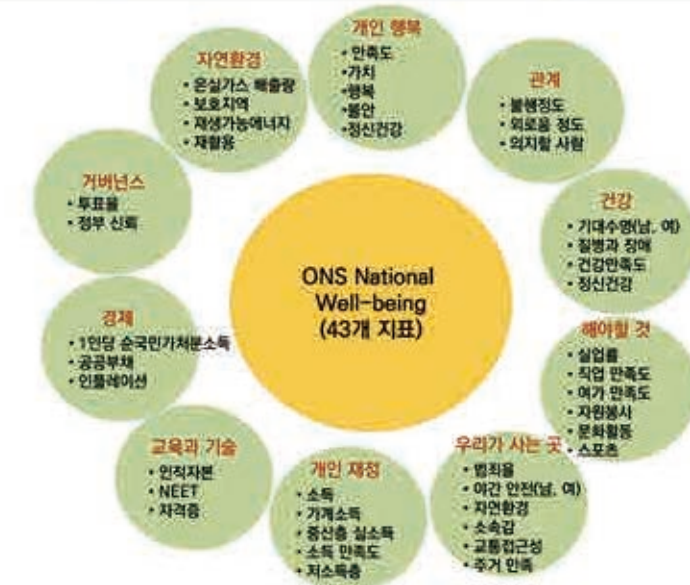 개인 행복
• 만족도
•가치
•행복
•불안
•정신건강
관계
• 불행정도
• 외로움 정도
• 의지할 사람
건강
• 기대수명(남, 여)
• 질병과 장애
• 건강만족도
• 정신건강
해야할 것
• 실업률
• 직업 만족도
• 여가 만족도
• 자원봉사
• 문화활동
• 스포츠
우리가 사는 곳
• 범죄율
• 야간 안전(남, 여)
• 자연환경
• 소속감
• 교통접근성
• 주거 만족
개인 재정
• 소득
• 가계소득
• 중산층 실소득
• 소득 만족도
• 저소득층
교육과 기술
• 인적자본
• NEET
• 자격증
경제
• 1인당 순국민가처분소득
• 공공부채
• 인플레이션
거버넌스
• 투표율
• 정부 신뢰
자연환경
• 온실가스 배출량
• 보호지역
• 재생가능에너지
• 재활용
ONS National
Well-being
(43개 지표)